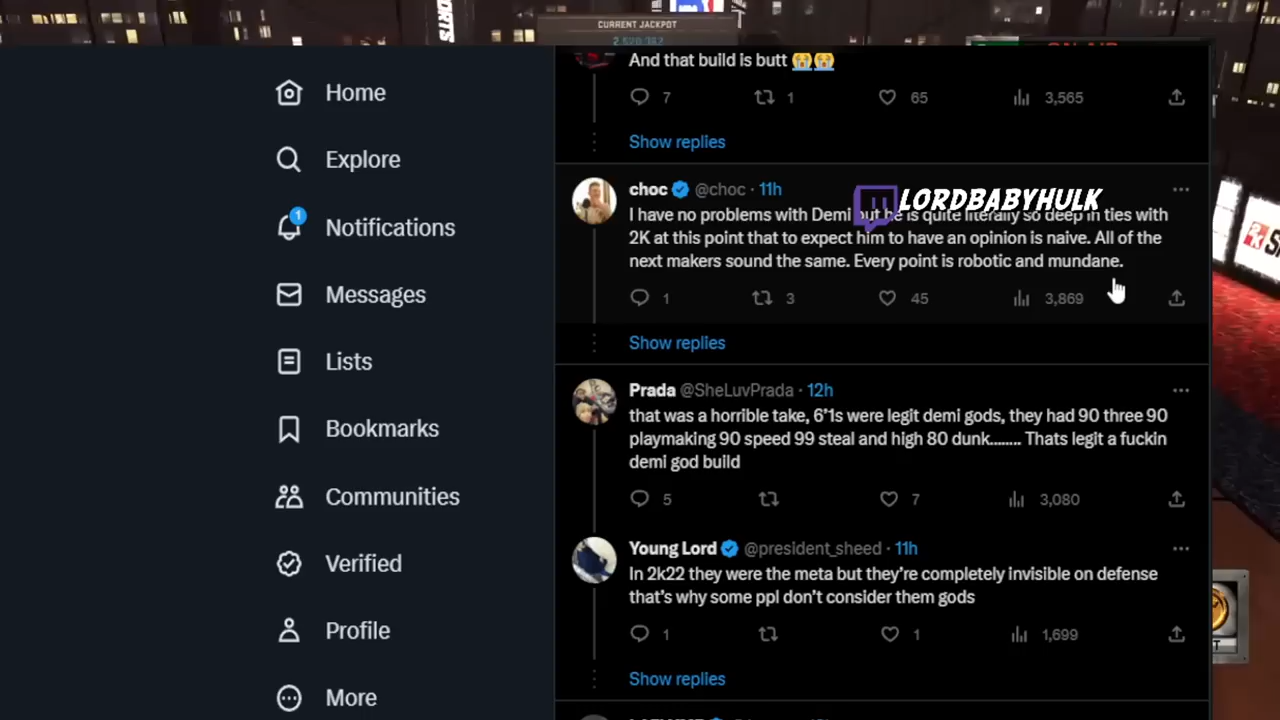 CURRENT JACKPOT
And that build is butt 😭😭
7 1 65 3,565
Show replies
choc @choc · 11h
LORDBABYHULK
I have no problems with Demi but he is quite literally so deep in ties with
2K at this point that to expect him to have an opinion is naive. All of the
next makers sound the same. Every point is robotic and mundane.
1 3 45 3,869
Show replies
Prada @SheLuvPrada · 12h
that was a horrible take, 6'1s were legit demi gods, they had 90 three 90
playmaking 90 speed 99 steal and high 80 dunk........ Thats legit a fuckin
demi god build
5 7 3,080
Young Lord @president_sheed · 11h
In 2k22 they were the meta but they're completely invisible on defense
that's why some ppl don't consider them gods
1 1 1,699
Show replies
Home
Explore
1
Notifications
Messages
Lists
Bookmarks
Communities
Verified
Profile
More